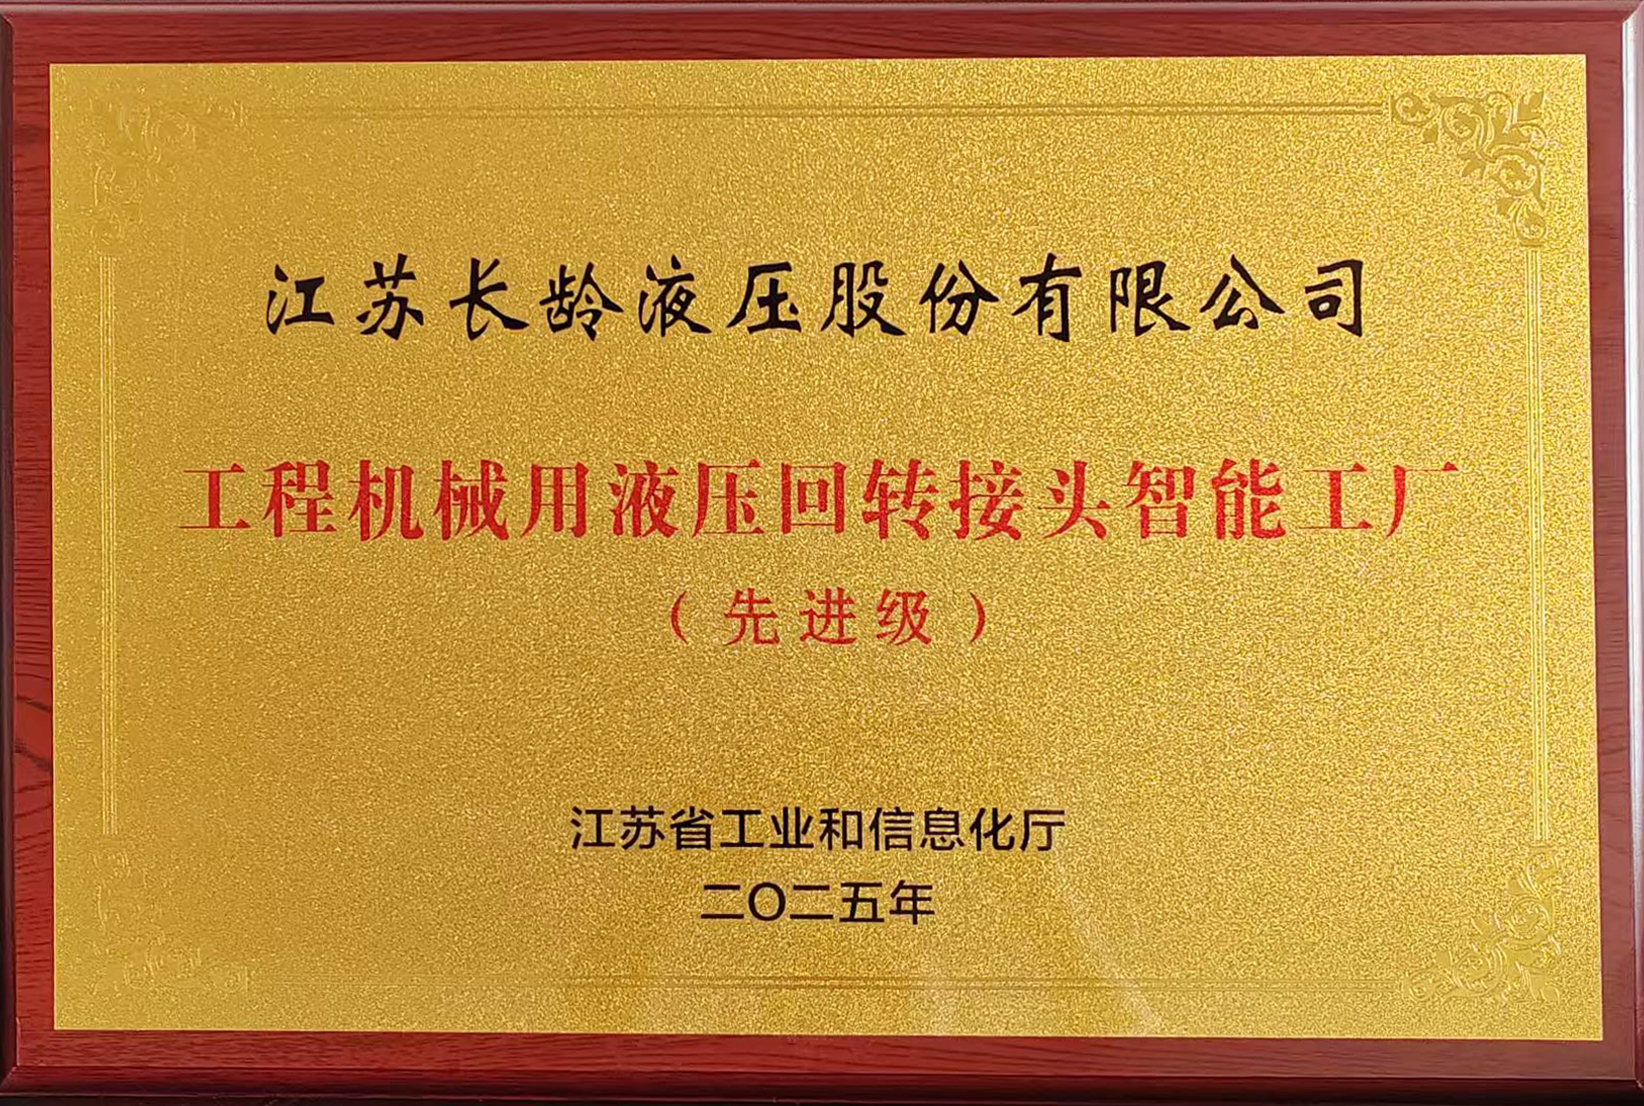 江苏长龄液压股份有限公司
工程机械用液压回转接头智能工厂
（先进级）
江苏省工业和信息化厅
二〇二五年